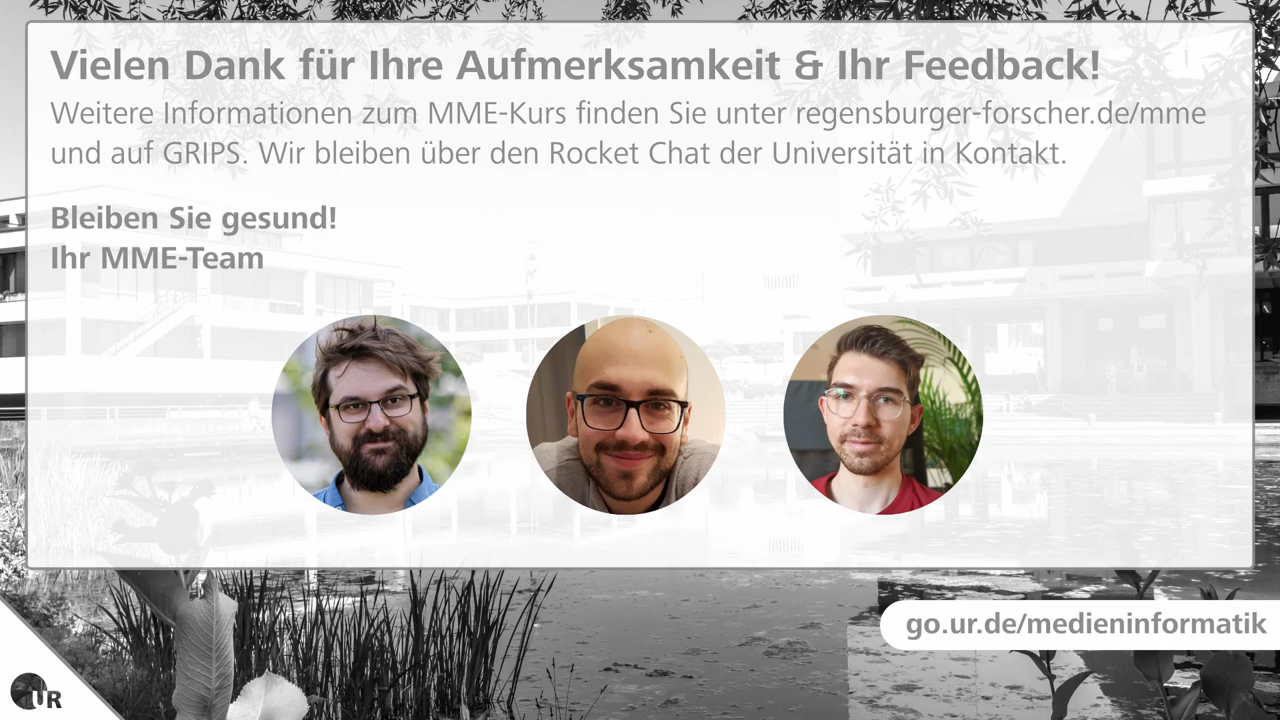 Vielen Dank für Ihre Aufmerksamkeit & Ihr Feedback!
Weitere Informationen zum MME-Kurs finden Sie unter regensburger-forscher.de/mme
und auf GRIPS. Wir bleiben über den Rocket Chat der Universität in Kontakt.
Bleiben Sie gesund!
Ihr MME-Team
go.ur.de/medieninformatik
UR